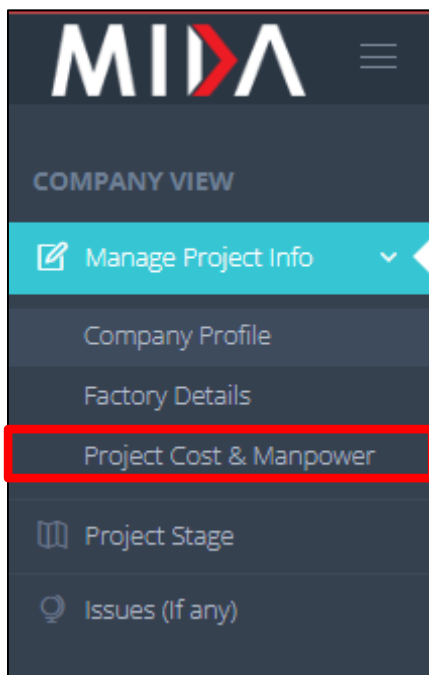 MIDA
COMPANY VIEW
Manage Project Info
Company Profile
Factory Details
Project Cost & Manpower
Project Stage
Issues (If any)